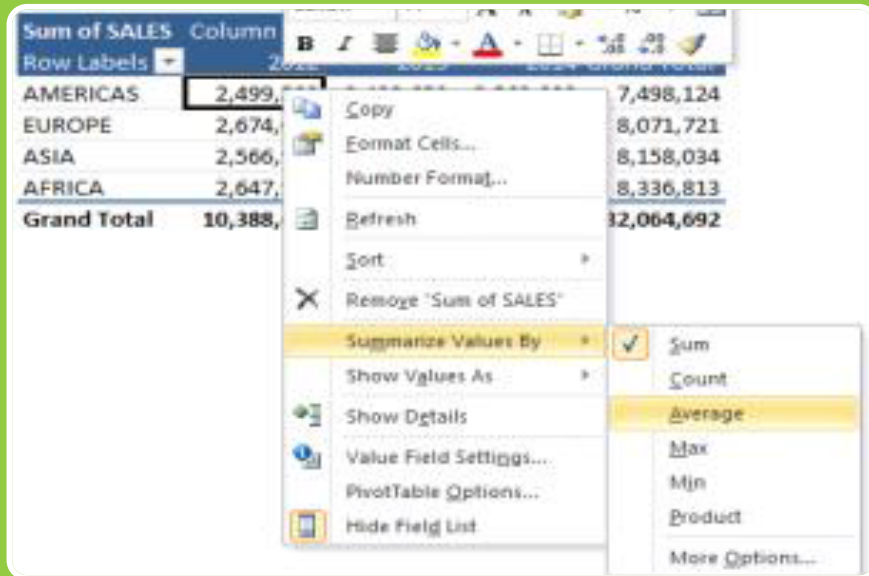 Sum of SALES Column
Row Labels 2012 2013 2014 Grand Total
AMERICAS 2,499, 7,498,124
EUROPE 2,674, 8,071,721
ASIA 2,566, 8,158,034
AFRICA 2,647, 8,336,813
Grand Total 10,388, 32,064,692
B I
Copy
Format Cells...
Number Format...
Refresh
Sort
Remove "Sum of SALES"
Summarize Values By
Show Values As
Show Details
Value Field Settings...
PivotTable Options...
Hide Field List
Sum
Count
Average
Max
Min
Product
More Options...